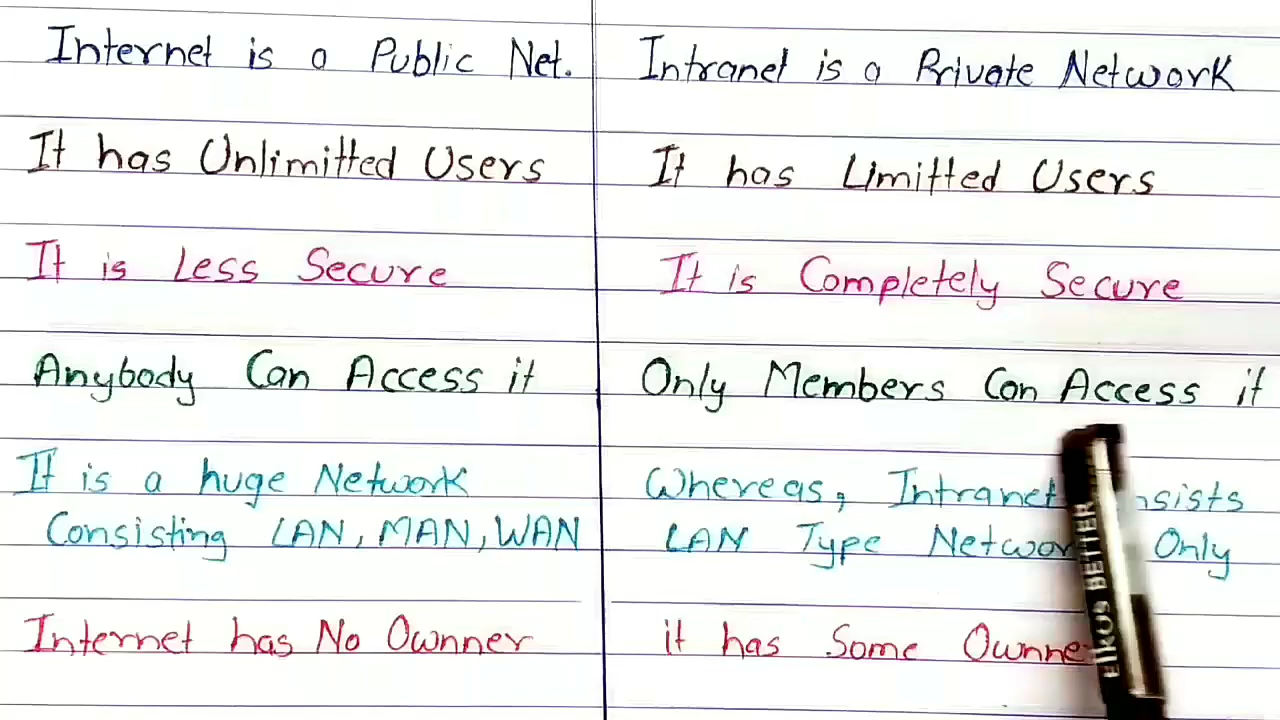 Internet is a Public Net.
It has Unlimitted Users
It is Less Secure
Anybody Can Access it
It is a huge Network
Consisting LAN, MAN, WAN
Internet has No Ownner
Intranet is a Private Network
It has Limitted Users
It is Completely Secure
Only Members Can Access it
Whereas, Intranet
LAN Type Only
it has Some
ELKOS BETTER